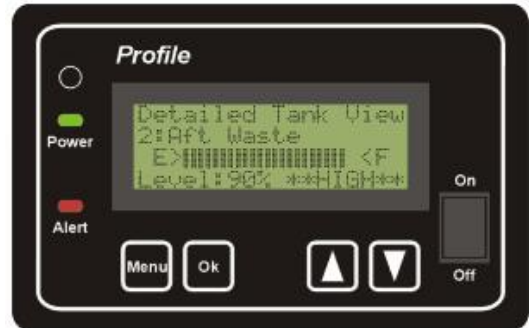 Profile
Detailed Tank View
2:Aft Waste
E> <F
Level:90% **HIGH**
Power
Alert
Menu
Ok
On
Off